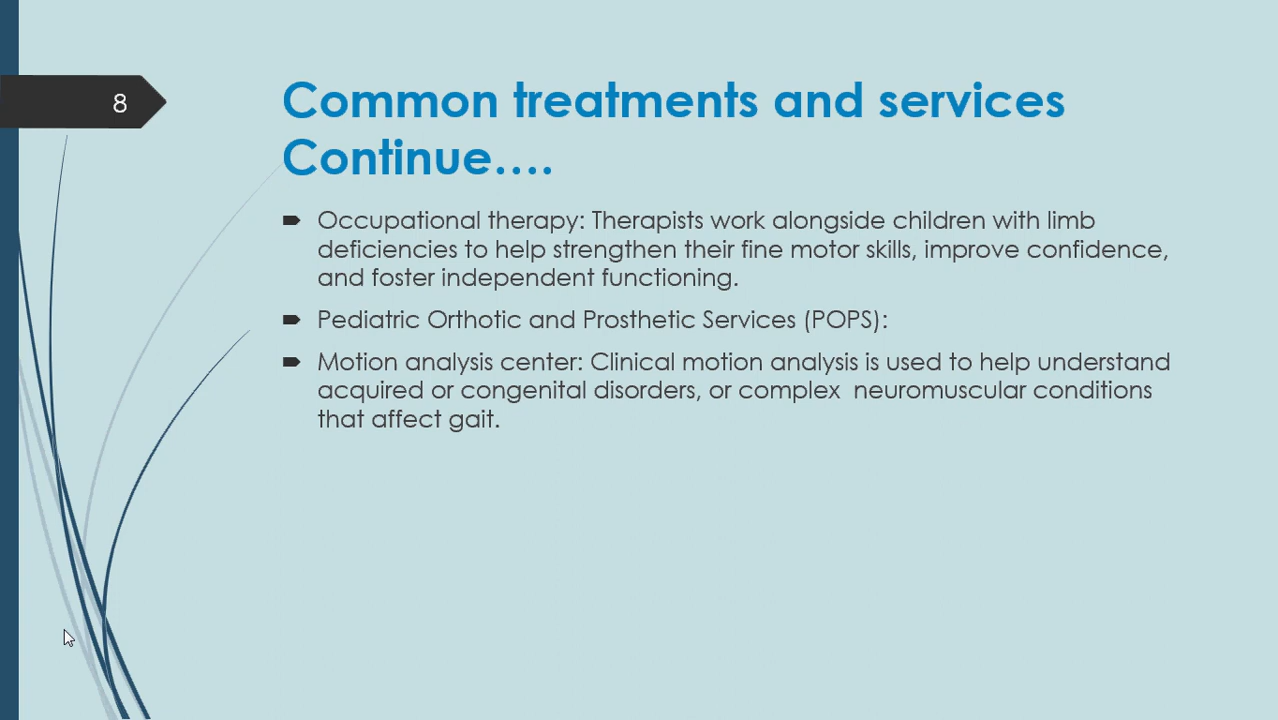 8
Common treatments and services
Continue....
Occupational therapy: Therapists work alongside children with limb
deficiencies to help strengthen their fine motor skills, improve confidence,
and foster independent functioning.
Pediatric Orthotic and Prosthetic Services (POPS):
Motion analysis center: Clinical motion analysis is used to help understand
acquired or congenital disorders, or complex  neuromuscular conditions
that affect gait.